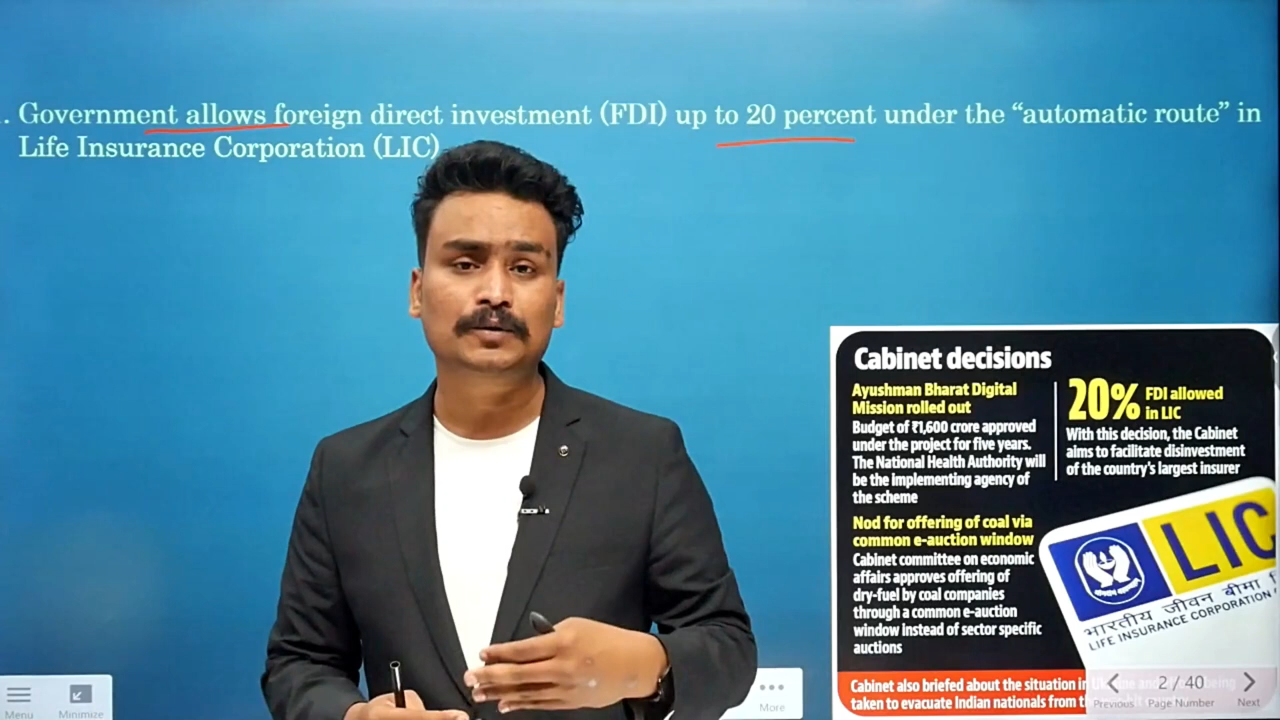 . Government allows foreign direct investment (FDI) up to 20 percent under the “automatic route” in
Life Insurance Corporation (LIC)
Cabinet decisions
Ayushman Bharat Digital
Mission rolled out
Budget of ₹1,600 crore approved
under the project for five years.
The National Health Authority will
be the implementing agency of
the scheme
Nod for offering of coal via
common e-auction window
Cabinet committee on economic
affairs approves offering of
dry-fuel by coal companies
through a common e-auction
window instead of sector specific
auctions
20% FDI allowed
in LIC
With this decision, the Cabinet
aims to facilitate disinvestment
of the country's largest insurer
LIC
भारतीय जीवन बीमा
LIFE INSURANCE CORPORATION
Cabinet also briefed about the situation in being
taken to evacuate Indian nationals from
Menu
Minimize
More
Previous
2 / 40
Page Number
Next